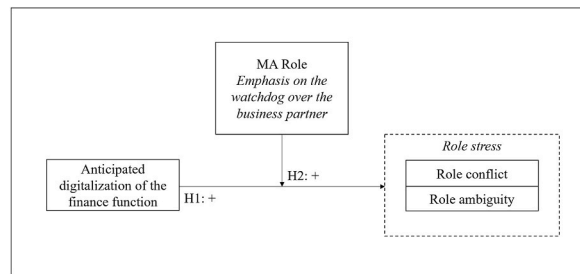 MA Role
Emphasis on the
watchdog over the
business partner
Role stress
Anticipated
digitalization of the
finance function
H1: +
H2: +
Role conflict
Role ambiguity